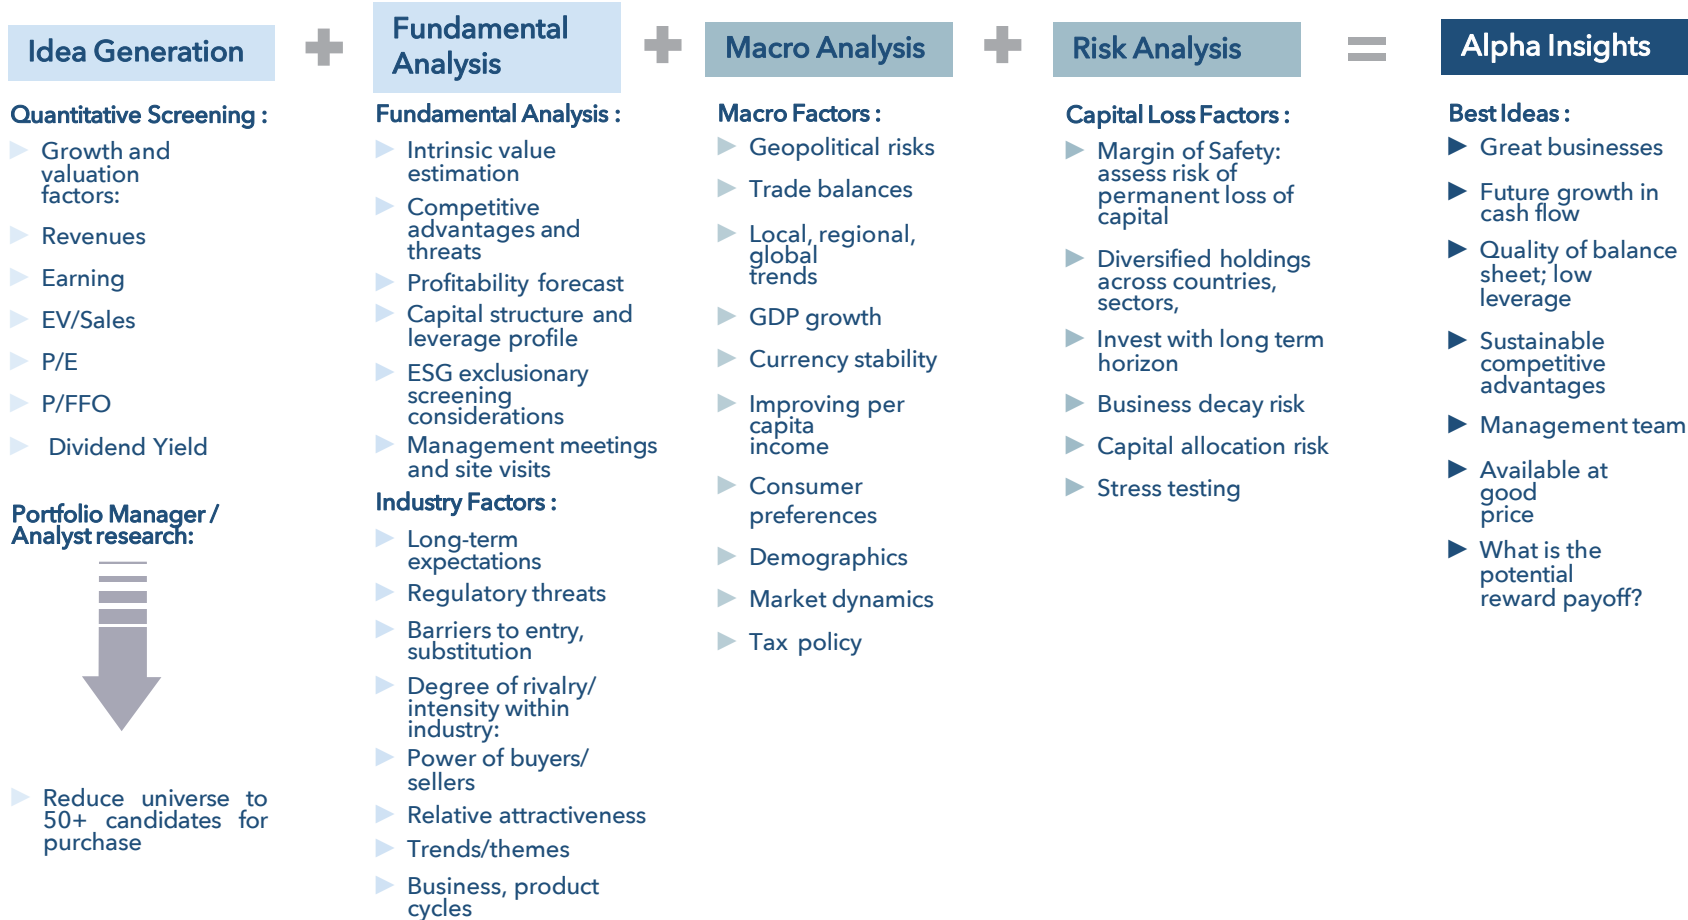 Idea Generation
Fundamental
Analysis
Macro Analysis
Risk Analysis
Alpha Insights
Quantitative Screening :
Growth and
valuation
factors:
Revenues
Earning
EV/Sales
P/E
P/FFO
Dividend Yield
Portfolio Manager /
Analyst research:
Reduce universe to
50+ candidates for
purchase
Fundamental Analysis :
Intrinsic value
estimation
Competitive
advantages and
threats
Profitability forecast
Capital structure and
leverage profile
ESG exclusionary
screening
considerations
Management meetings
and site visits
Industry Factors :
Long-term
expectations
Regulatory threats
Barriers to entry,
substitution
Degree of rivalry/
intensity within
industry:
Power of buyers/
sellers
Relative attractiveness
Trends/themes
Business, product
cycles
Macro Factors :
Geopolitical risks
Trade balances
Local, regional,
global
trends
GDP growth
Currency stability
Improving per
capita
income
Consumer
preferences
Demographics
Market dynamics
Tax policy
Capital Loss Factors :
Margin of Safety:
assess risk of
permanent loss of
capital
Diversified holdings
across countries,
sectors,
Invest with long term
horizon
Business decay risk
Capital allocation risk
Stress testing
Best Ideas :
Great businesses
Future growth in
cash flow
Quality of balance
sheet; low
leverage
Sustainable
competitive
advantages
Management team
Available at
good
price
What is the
potential
reward payoff?